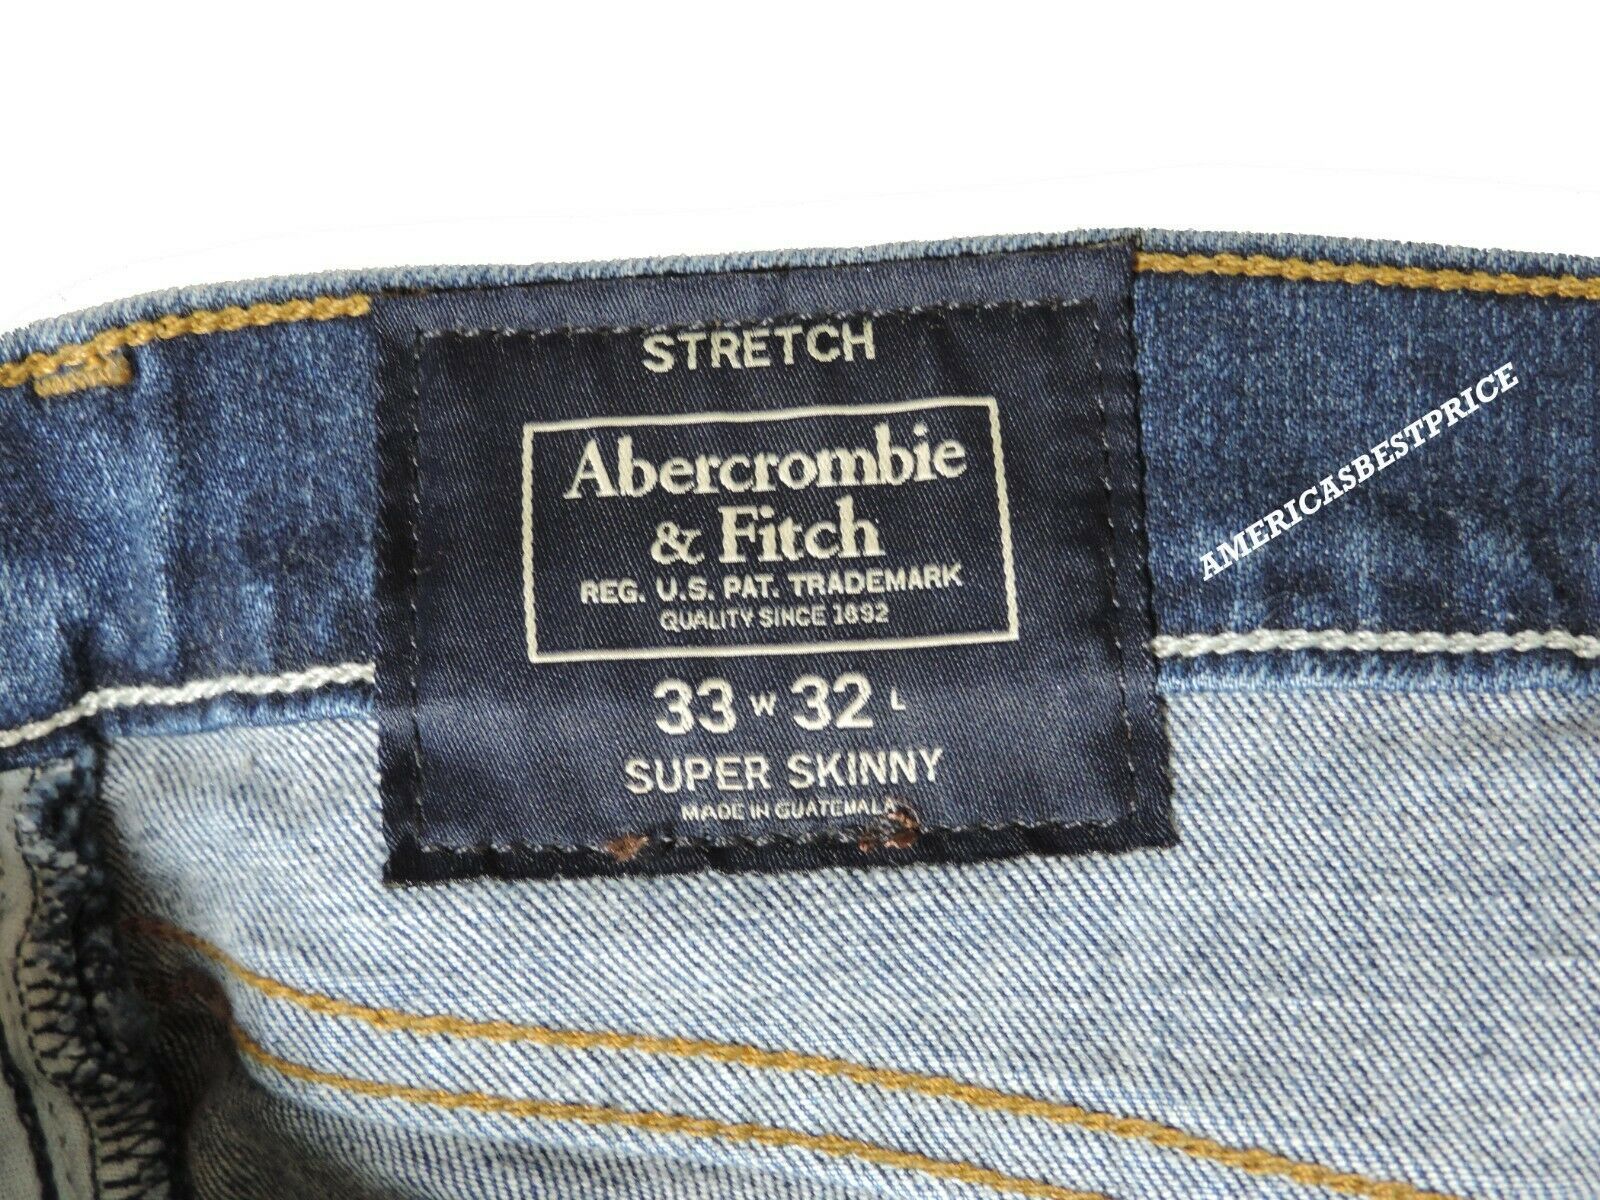 STRETCH
Abercrombie
& Fitch
REG. U.S. PAT. TRADEMARK
QUALITY SINCE 1892
33 W 32 L
SUPER SKINNY
MADE IN GUATEMALA
AMERICASBESTPRICE